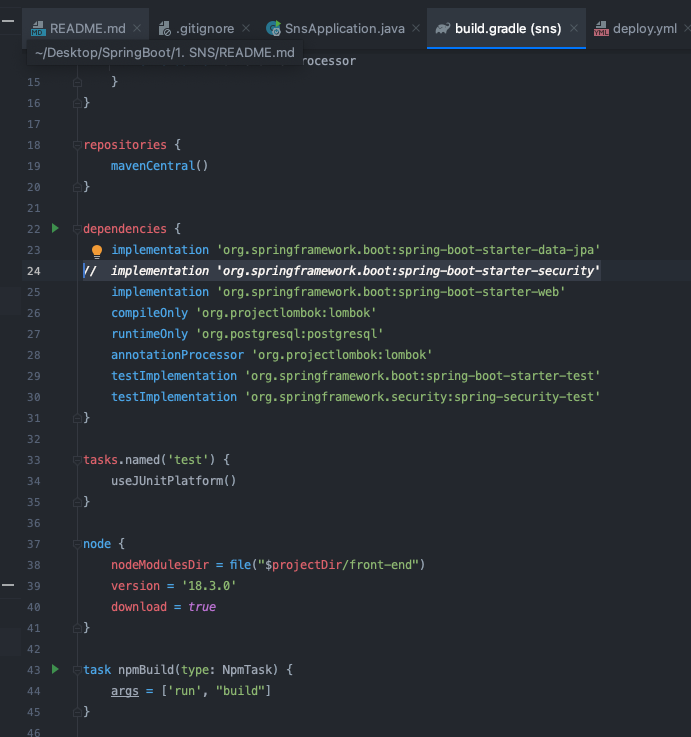 README.md .gitignore SnsApplication.java build.gradle (sns) deploy.yml
~/Desktop/SpringBoot/1. SNS/README.md
15 }
16 }
17
18 repositories {
19 mavenCentral()
20 }
21
22 dependencies {
23 implementation 'org.springframework.boot:spring-boot-starter-data-jpa'
24 // implementation 'org.springframework.boot:spring-boot-starter-security'
25 implementation 'org.springframework.boot:spring-boot-starter-web'
26 compileOnly 'org.projectlombok:lombok'
27 runtimeOnly 'org.postgresql:postgresql'
28 annotationProcessor 'org.projectlombok:lombok'
29 testImplementation 'org.springframework.boot:spring-boot-starter-test'
30 testImplementation 'org.springframework.security:spring-security-test'
31 }
32
33 tasks.named('test') {
34 useJUnitPlatform()
35 }
36
37 node {
38 nodeModulesDir = file("$projectDir/front-end")
39 version = '18.3.0'
40 download = true
41 }
42
43 task npmBuild(type: NpmTask) {
44 args = ['run', "build"]
45 }
46